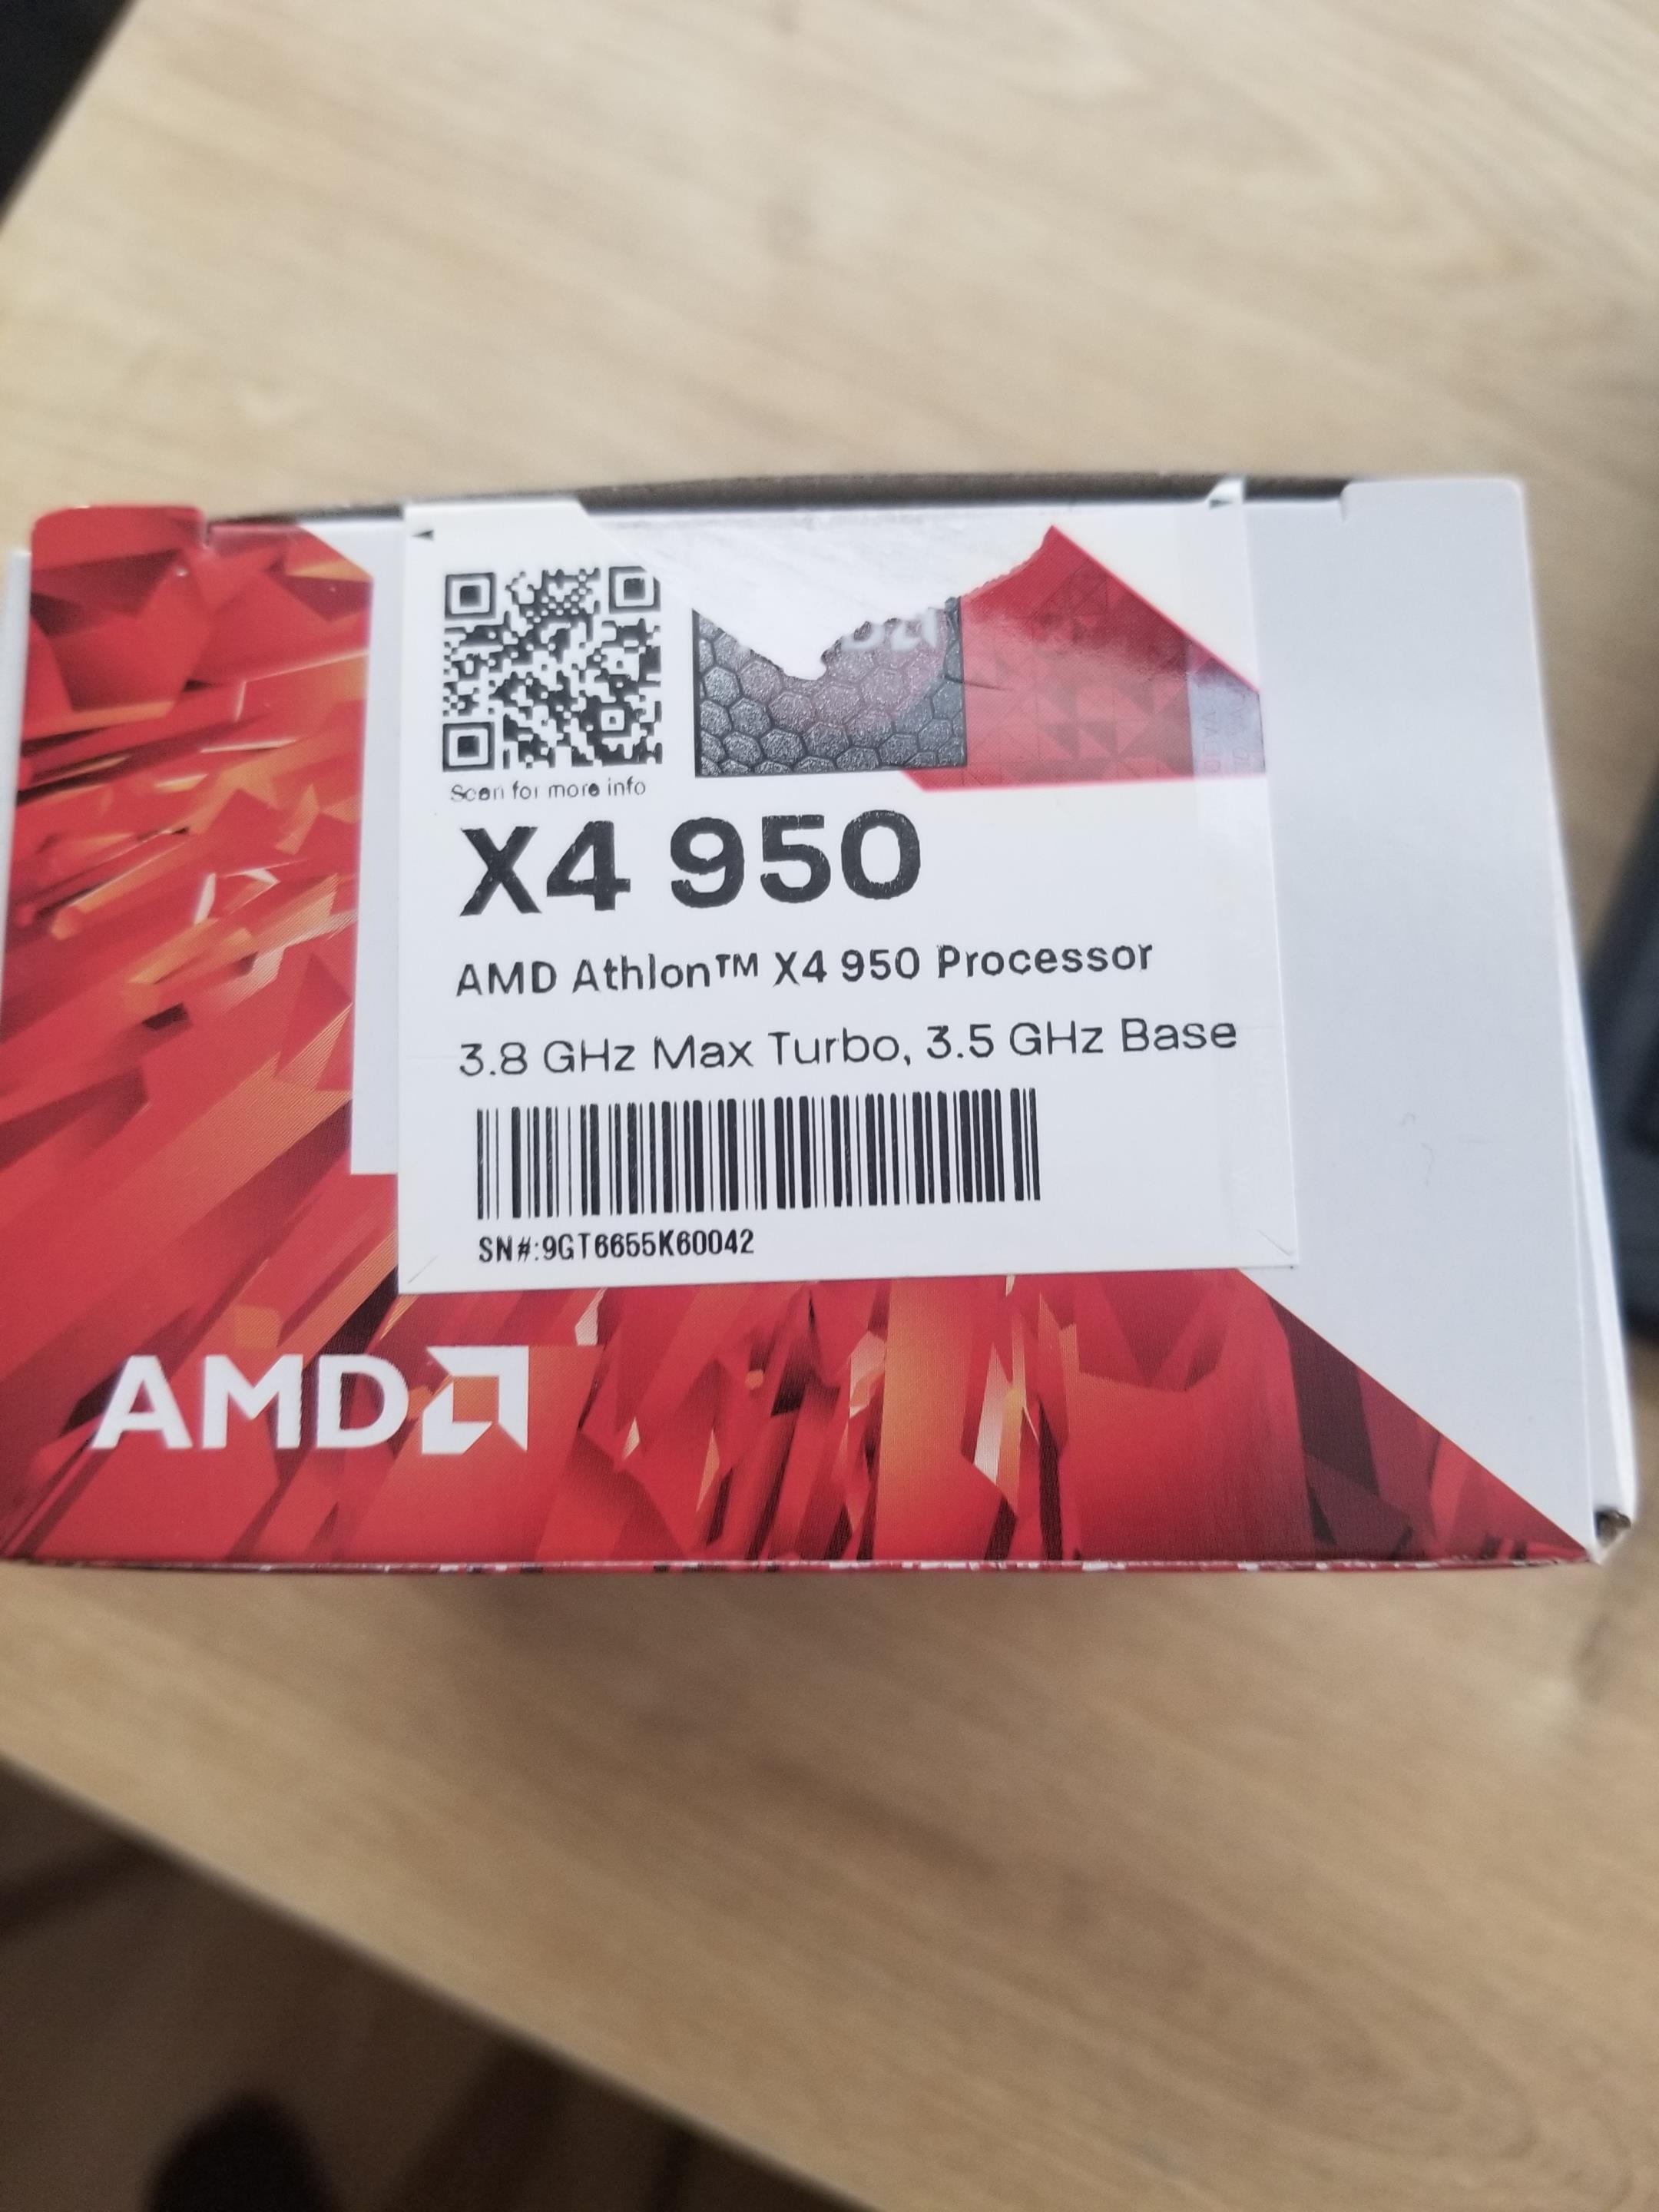 Scan for more info
X4 950
AMD Athlon™ X4 950 Processor
3.8 GHz Max Turbo, 3.5 GHz Base
SN#:9GT6655K60042
AMD